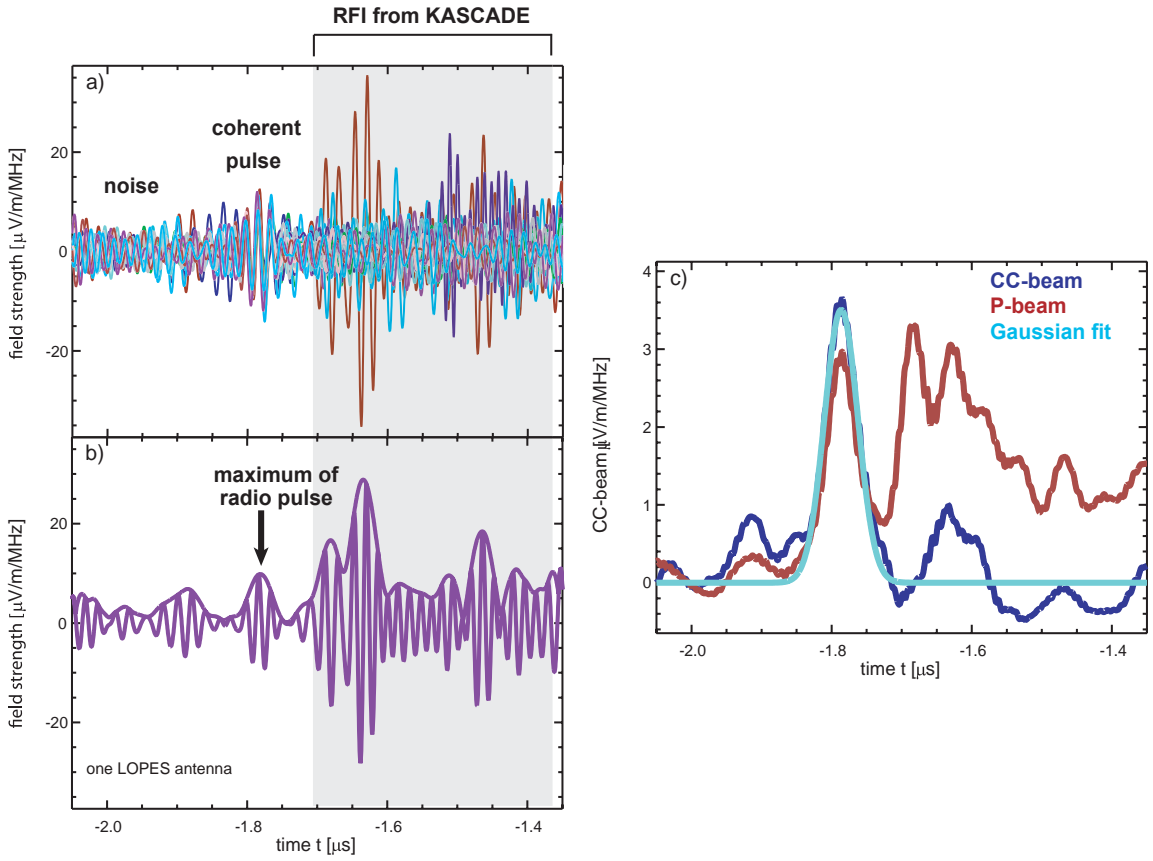 RFI from KASCADE
a)
coherent
pulse
noise
20
0
-20
field strength [μV/m/MHz]
b)
maximum of
radio pulse
20
0
-20
field strength [μV/m/MHz]
one LOPES antenna
-2.0 -1.8 -1.6 -1.4
time t [μs]
c)
CC-beam
P-beam
Gaussian fit
4
3
2
1
0
CC-beam [μV/m/MHz]
-2.0 -1.8 -1.6 -1.4
time t [μs]